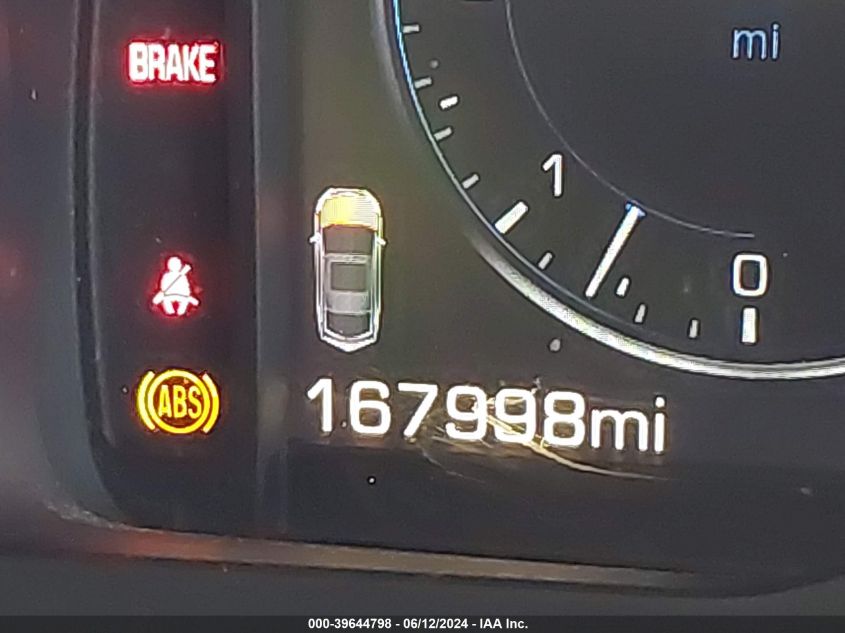 BRAKE
mi
1
0
ABS
167998mi
000-39644798 - 06/12/2024 - IAA Inc.